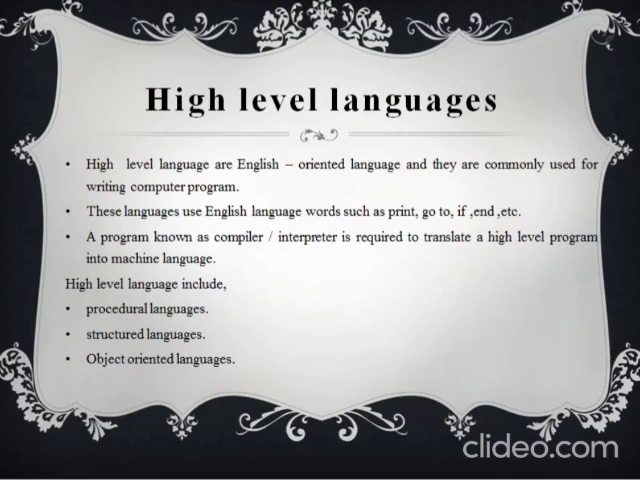 High level languages
• High level language are English – oriented language and they are commonly used for
writing computer program.
• These languages use English language words such as print, go to, if ,end ,etc.
• A program known as compiler / interpreter is required to translate a high level program
into machine language.
High level language include,
• procedural languages.
• structured languages.
• Object oriented languages.
clideo.com